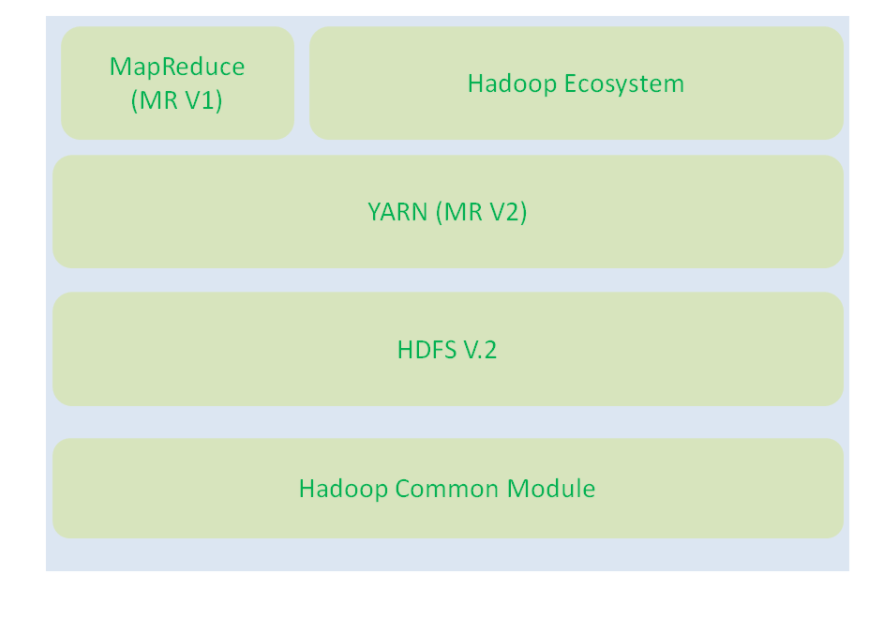 MapReduce
(MR V1)
Hadoop Ecosystem
YARN (MR V2)
HDFS V.2
Hadoop Common Module